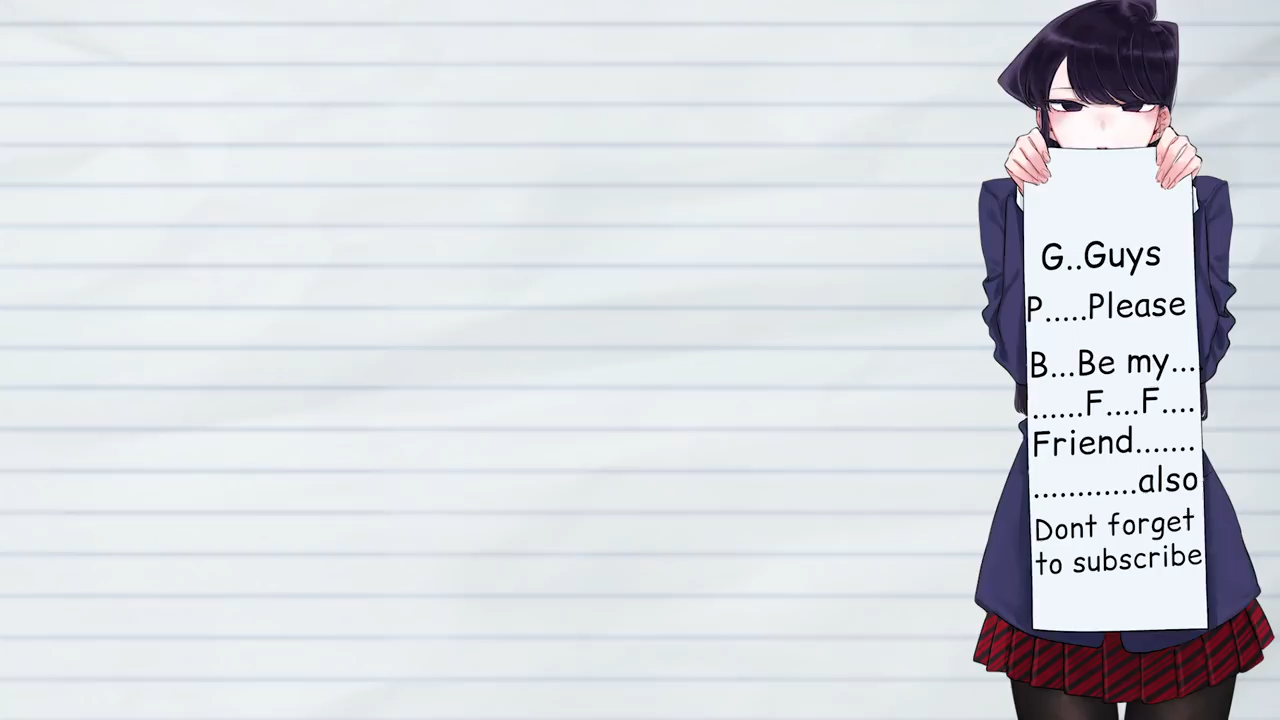 G..Guys
P.....Please
B...Be my...
......F....F....
Friend.......
............also
Dont forget
to subscribe